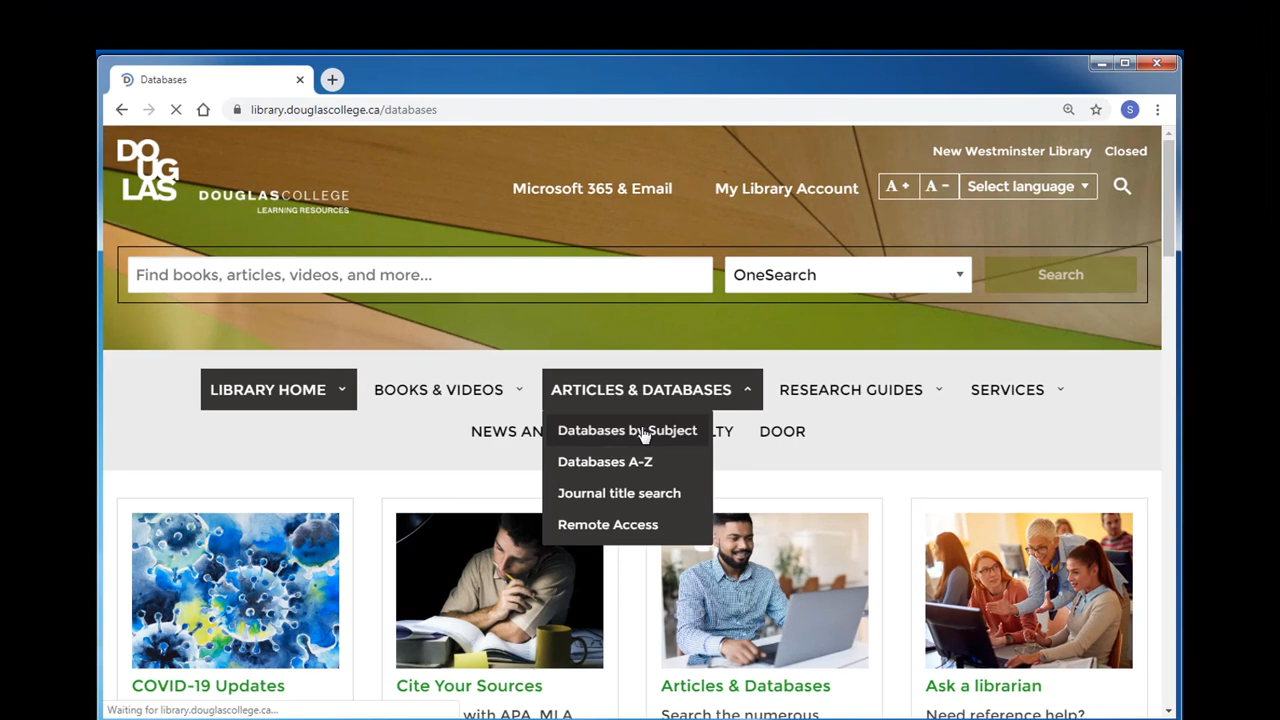 Databases
library.douglascollege.ca/databases
S
DO
UG
LAS
DOUGLASCOLLEGE
LEARNING RESOURCES
New Westminster Library Closed
Microsoft 365 & Email My Library Account A + A - Select language
Find books, articles, videos, and more... OneSearch Search
LIBRARY HOME BOOKS & VIDEOS ARTICLES & DATABASES RESEARCH GUIDES SERVICES
NEWS AN LTY DOOR
Databases by Subject
Databases A-Z
Journal title search
Remote Access
COVID-19 Updates Cite Your Sources Articles & Databases Ask a librarian
with APA, MLA Search the numerous Need reference help?
Waiting for library.douglascollege.ca...